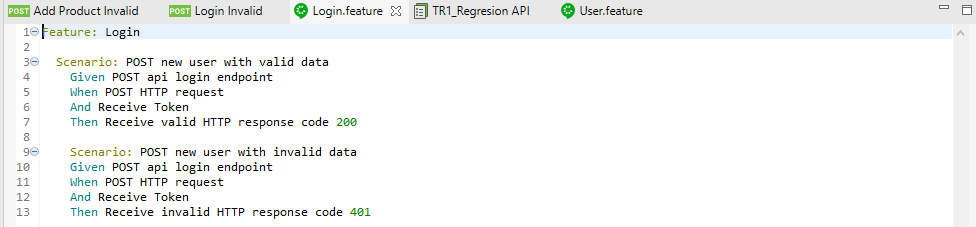 POST Add Product Invalid POST Login Invalid Login.feature TR1_Regresion API User.feature
1 Feature: Login
2
3 Scenario: POST new user with valid data
4 Given POST api login endpoint
5 When POST HTTP request
6 And Receive Token
7 Then Receive valid HTTP response code 200
8
9 Scenario: POST new user with invalid data
10 Given POST api login endpoint
11 When POST HTTP request
12 And Receive Token
13 Then Receive invalid HTTP response code 401